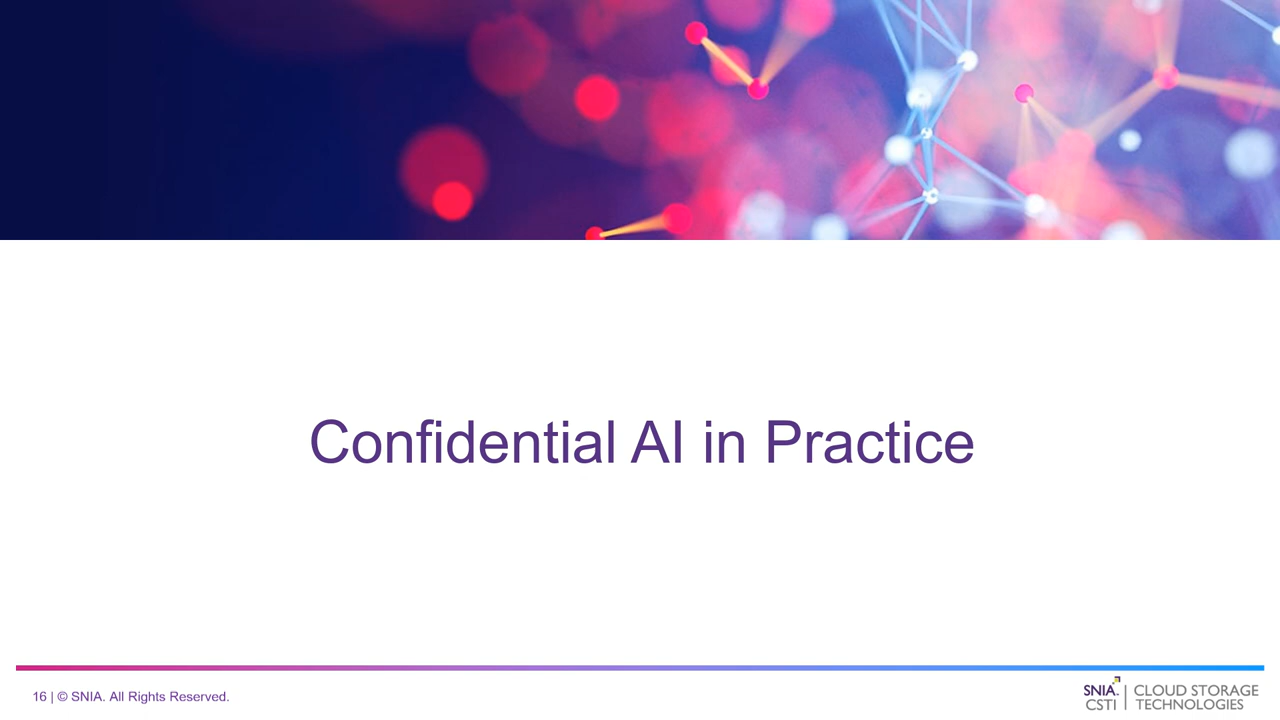 Confidential AI in Practice
16 | © SNIA. All Rights Reserved.
SNIA. | CLOUD STORAGE
CSTI | TECHNOLOGIES